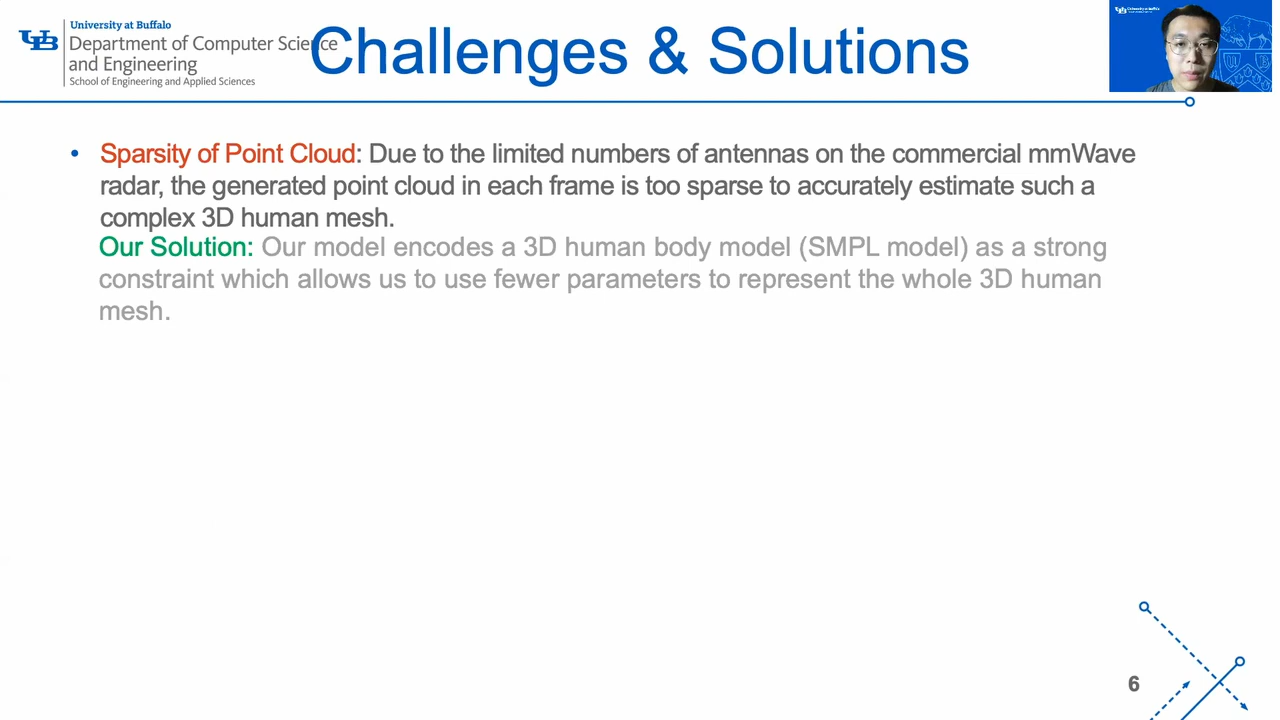 University at Buffalo
Department of Computer Science
and Engineering
School of Engineering and Applied Sciences
Challenges & Solutions
• Sparsity of Point Cloud: Due to the limited numbers of antennas on the commercial mmWave
radar, the generated point cloud in each frame is too sparse to accurately estimate such a
complex 3D human mesh.
Our Solution: Our model encodes a 3D human body model (SMPL model) as a strong
constraint which allows us to use fewer parameters to represent the whole 3D human
mesh.
6